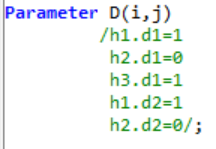 Parameter D(i,j)
/h1.d1=1
h2.d1=0
h3.d1=1
h1.d2=1
h2.d2=0/;